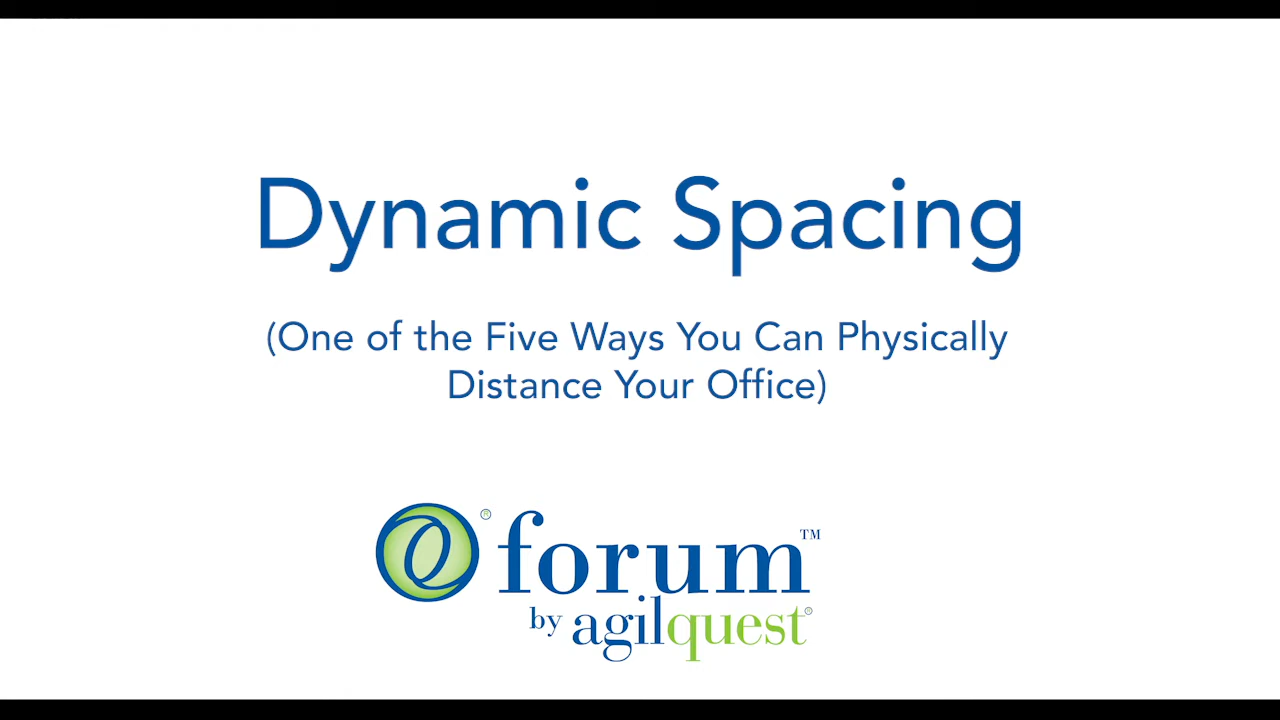 Dynamic Spacing
(One of the Five Ways You Can Physically
Distance Your Office)
® forum™
by agilquest®